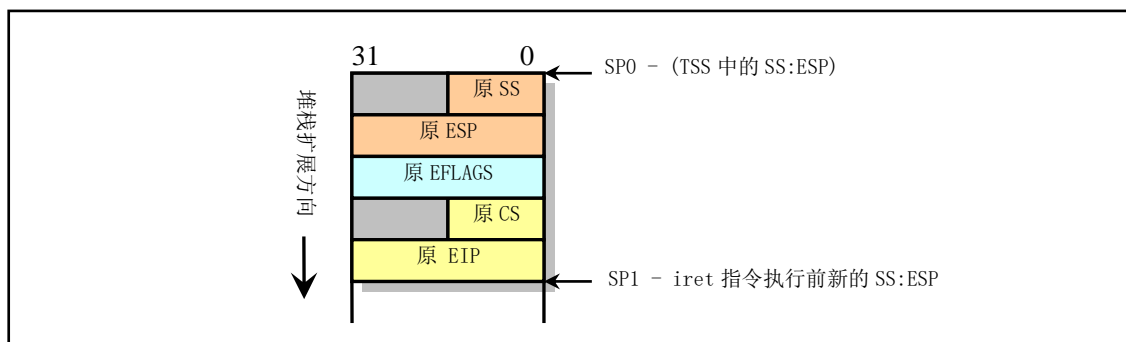 31 0
SP0 - (TSS 中的 SS:ESP)
原 SS
原 ESP
原 EFLAGS
原 CS
原 EIP
堆栈扩展方向
SP1 - iret 指令执行前新的 SS:ESP